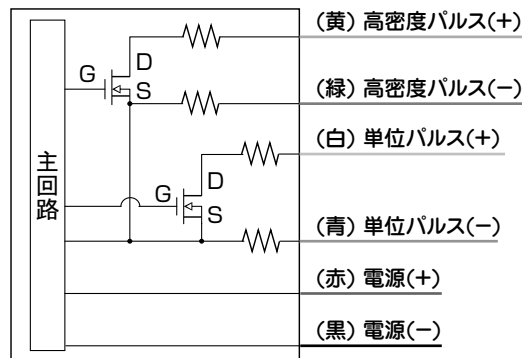 (黄) 高密度パルス(+)
D
G
S
(緑) 高密度パルス(−)
(白) 単位パルス(+)
主回路
D
G
S
(青) 単位パルス(−)
(赤) 電源(+)
(黒) 電源(−)